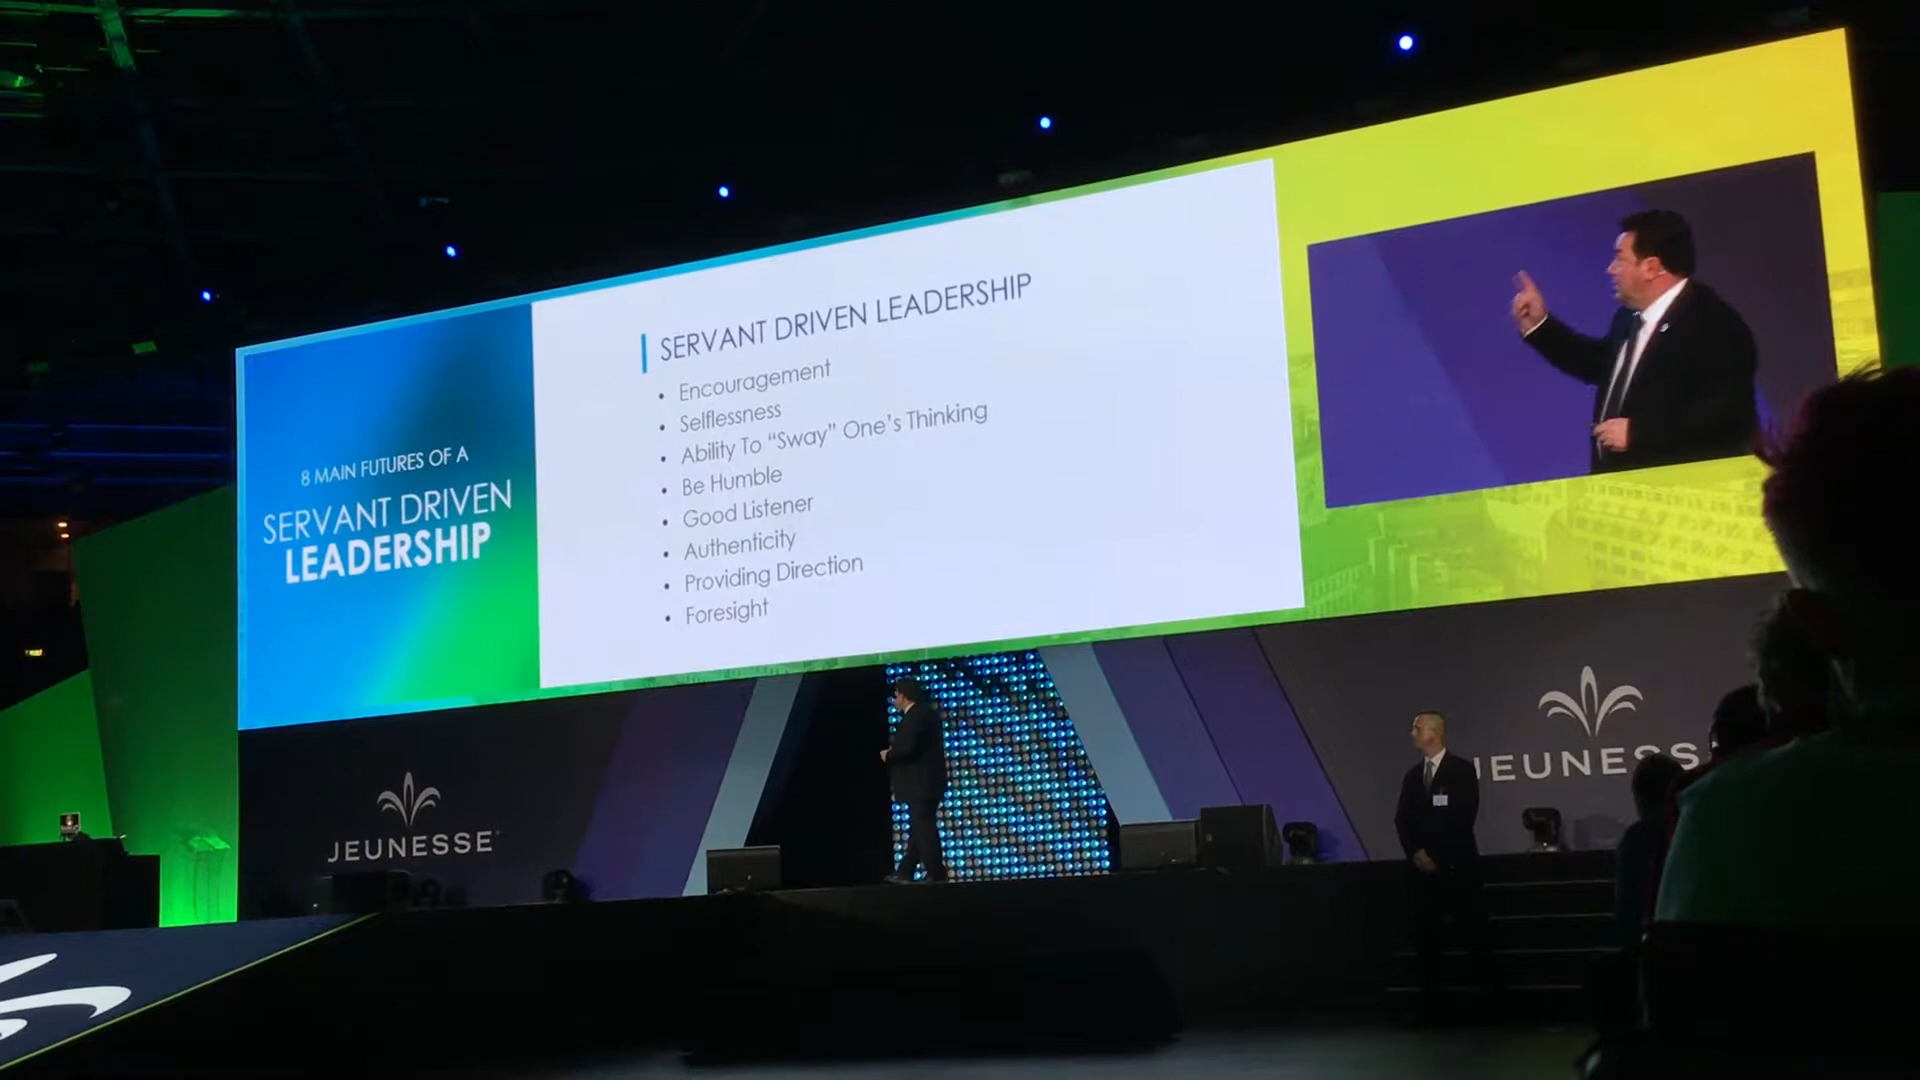 8 MAIN FUTURES OF A
SERVANT DRIVEN
LEADERSHIP
SERVANT DRIVEN LEADERSHIP
• Encouragement
• Selflessness
• Ability To “Sway” One’s Thinking
• Be Humble
• Good Listener
• Authenticity
• Providing Direction
• Foresight
JEUNESSE
JEUNESS